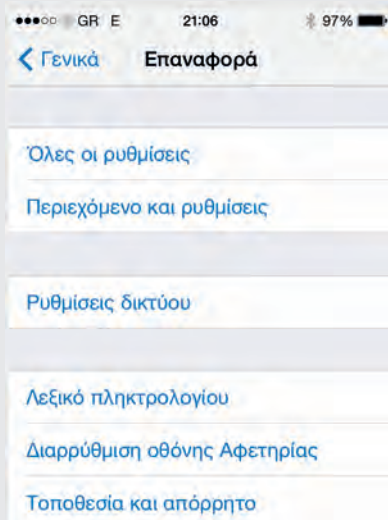 GR E 21:06 97%
Γενικά Επαναφορά
Όλες οι ρυθμίσεις
Περιεχόμενο και ρυθμίσεις
Ρυθμίσεις δικτύου
Λεξικό πληκτρολογίου
Διαρρύθμιση οθόνης Αφετηρίας
Τοποθεσία και απόρρητο